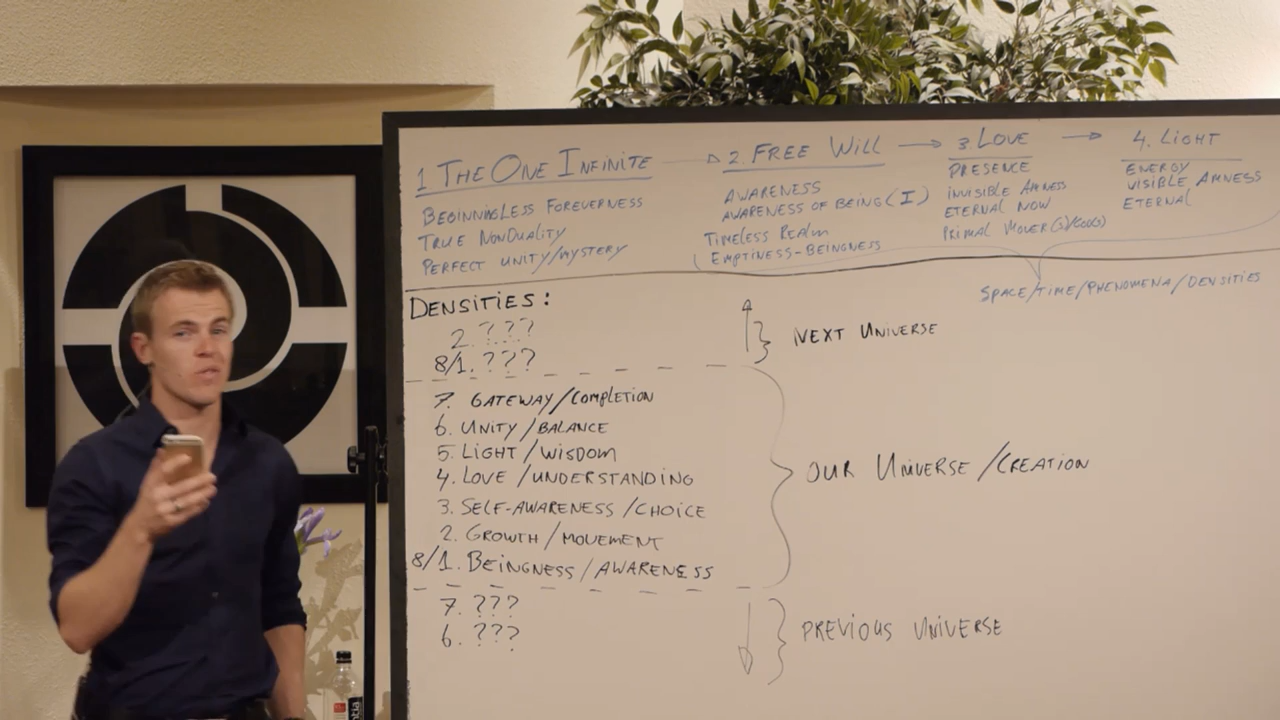 1 THE ONE INFINITE → 2. FREE WILL → 3. LOVE → 4. LIGHT
BEGINNINGLESS FOREVERNESS
TRUE NONDUALITY
PERFECT UNITY/MYSTERY
AWARENESS
AWARENESS OF BEING (I)
TIMELESS REALM
EMPTINESS-BEINGNESS
PRESENCE
INVISIBLE AMNESS
ETERNAL NOW
PRIMAL MOVER(S)/GOD(S)
ENERGY
VISIBLE AMNESS
ETERNAL
SPACE/TIME/PHENOMENA/DENSITIES
DENSITIES:
2. ???
8/1. ???
NEXT UNIVERSE
7. GATEWAY/COMPLETION
6. UNITY/BALANCE
5. LIGHT/WISDOM
4. LOVE/UNDERSTANDING
3. SELF-AWARENESS/CHOICE
2. GROWTH/MOVEMENT
8/1. BEINGNESS/AWARENESS
OUR UNIVERSE/CREATION
7. ???
6. ???
PREVIOUS UNIVERSE